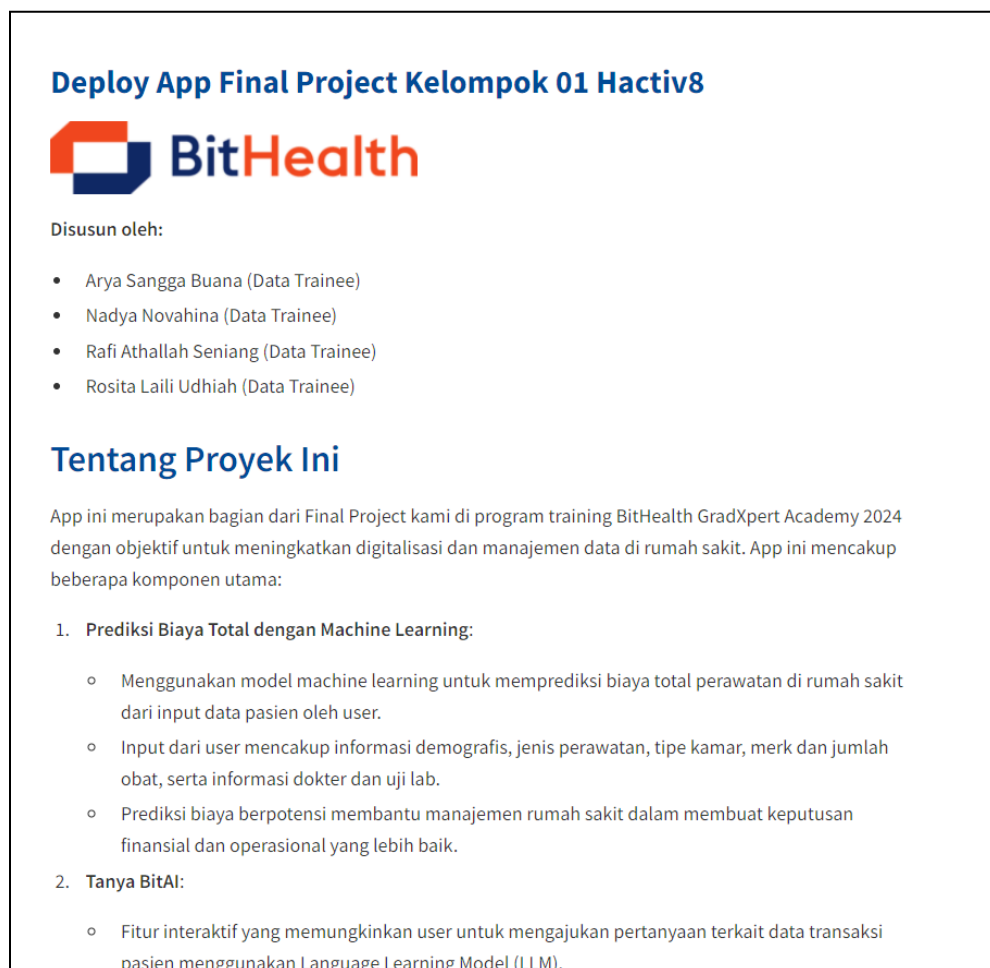 Deploy App Final Project Kelompok 01 Hactiv8
BitHealth
Disusun oleh:
• Arya Sangga Buana (Data Trainee)
• Nadya Novahina (Data Trainee)
• Rafi Athallah Seniang (Data Trainee)
• Rosita Laili Udhiah (Data Trainee)
Tentang Proyek Ini
App ini merupakan bagian dari Final Project kami di program training BitHealth GradXpert Academy 2024
dengan objektif untuk meningkatkan digitalisasi dan manajemen data di rumah sakit. App ini mencakup
beberapa komponen utama:
1. Prediksi Biaya Total dengan Machine Learning:
◦ Menggunakan model machine learning untuk memprediksi biaya total perawatan di rumah sakit
dari input data pasien oleh user.
◦ Input dari user mencakup informasi demografis, jenis perawatan, tipe kamar, merk dan jumlah
obat, serta informasi dokter dan uji lab.
◦ Prediksi biaya berpotensi membantu manajemen rumah sakit dalam membuat keputusan
finansial dan operasional yang lebih baik.
2. Tanya BitAI:
◦ Fitur interaktif yang memungkinkan user untuk mengajukan pertanyaan terkait data transaksi
pasien menggunakan Language Learning Model (LLM).